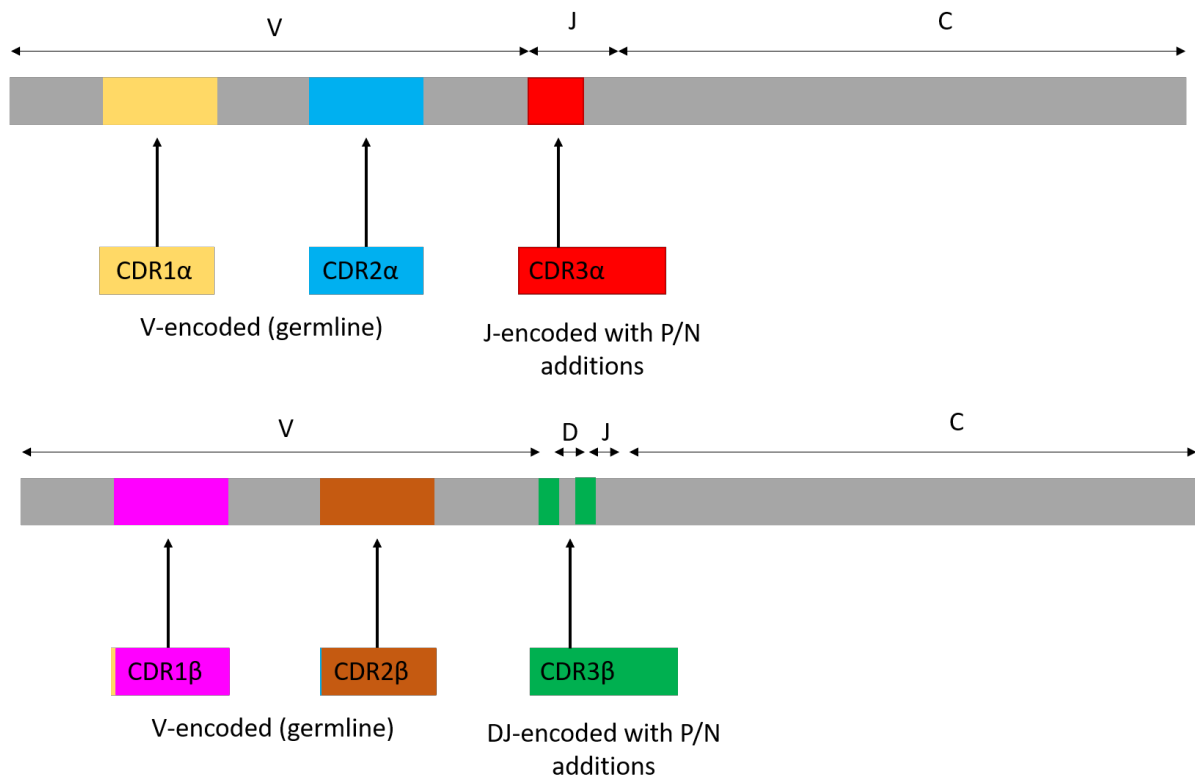 V
J
C
CDR1α
CDR2α
CDR3α
V-encoded (germline)
J-encoded with P/N
additions
V
D
J
C
CDR1β
CDR2β
CDR3β
V-encoded (germline)
DJ-encoded with P/N
additions